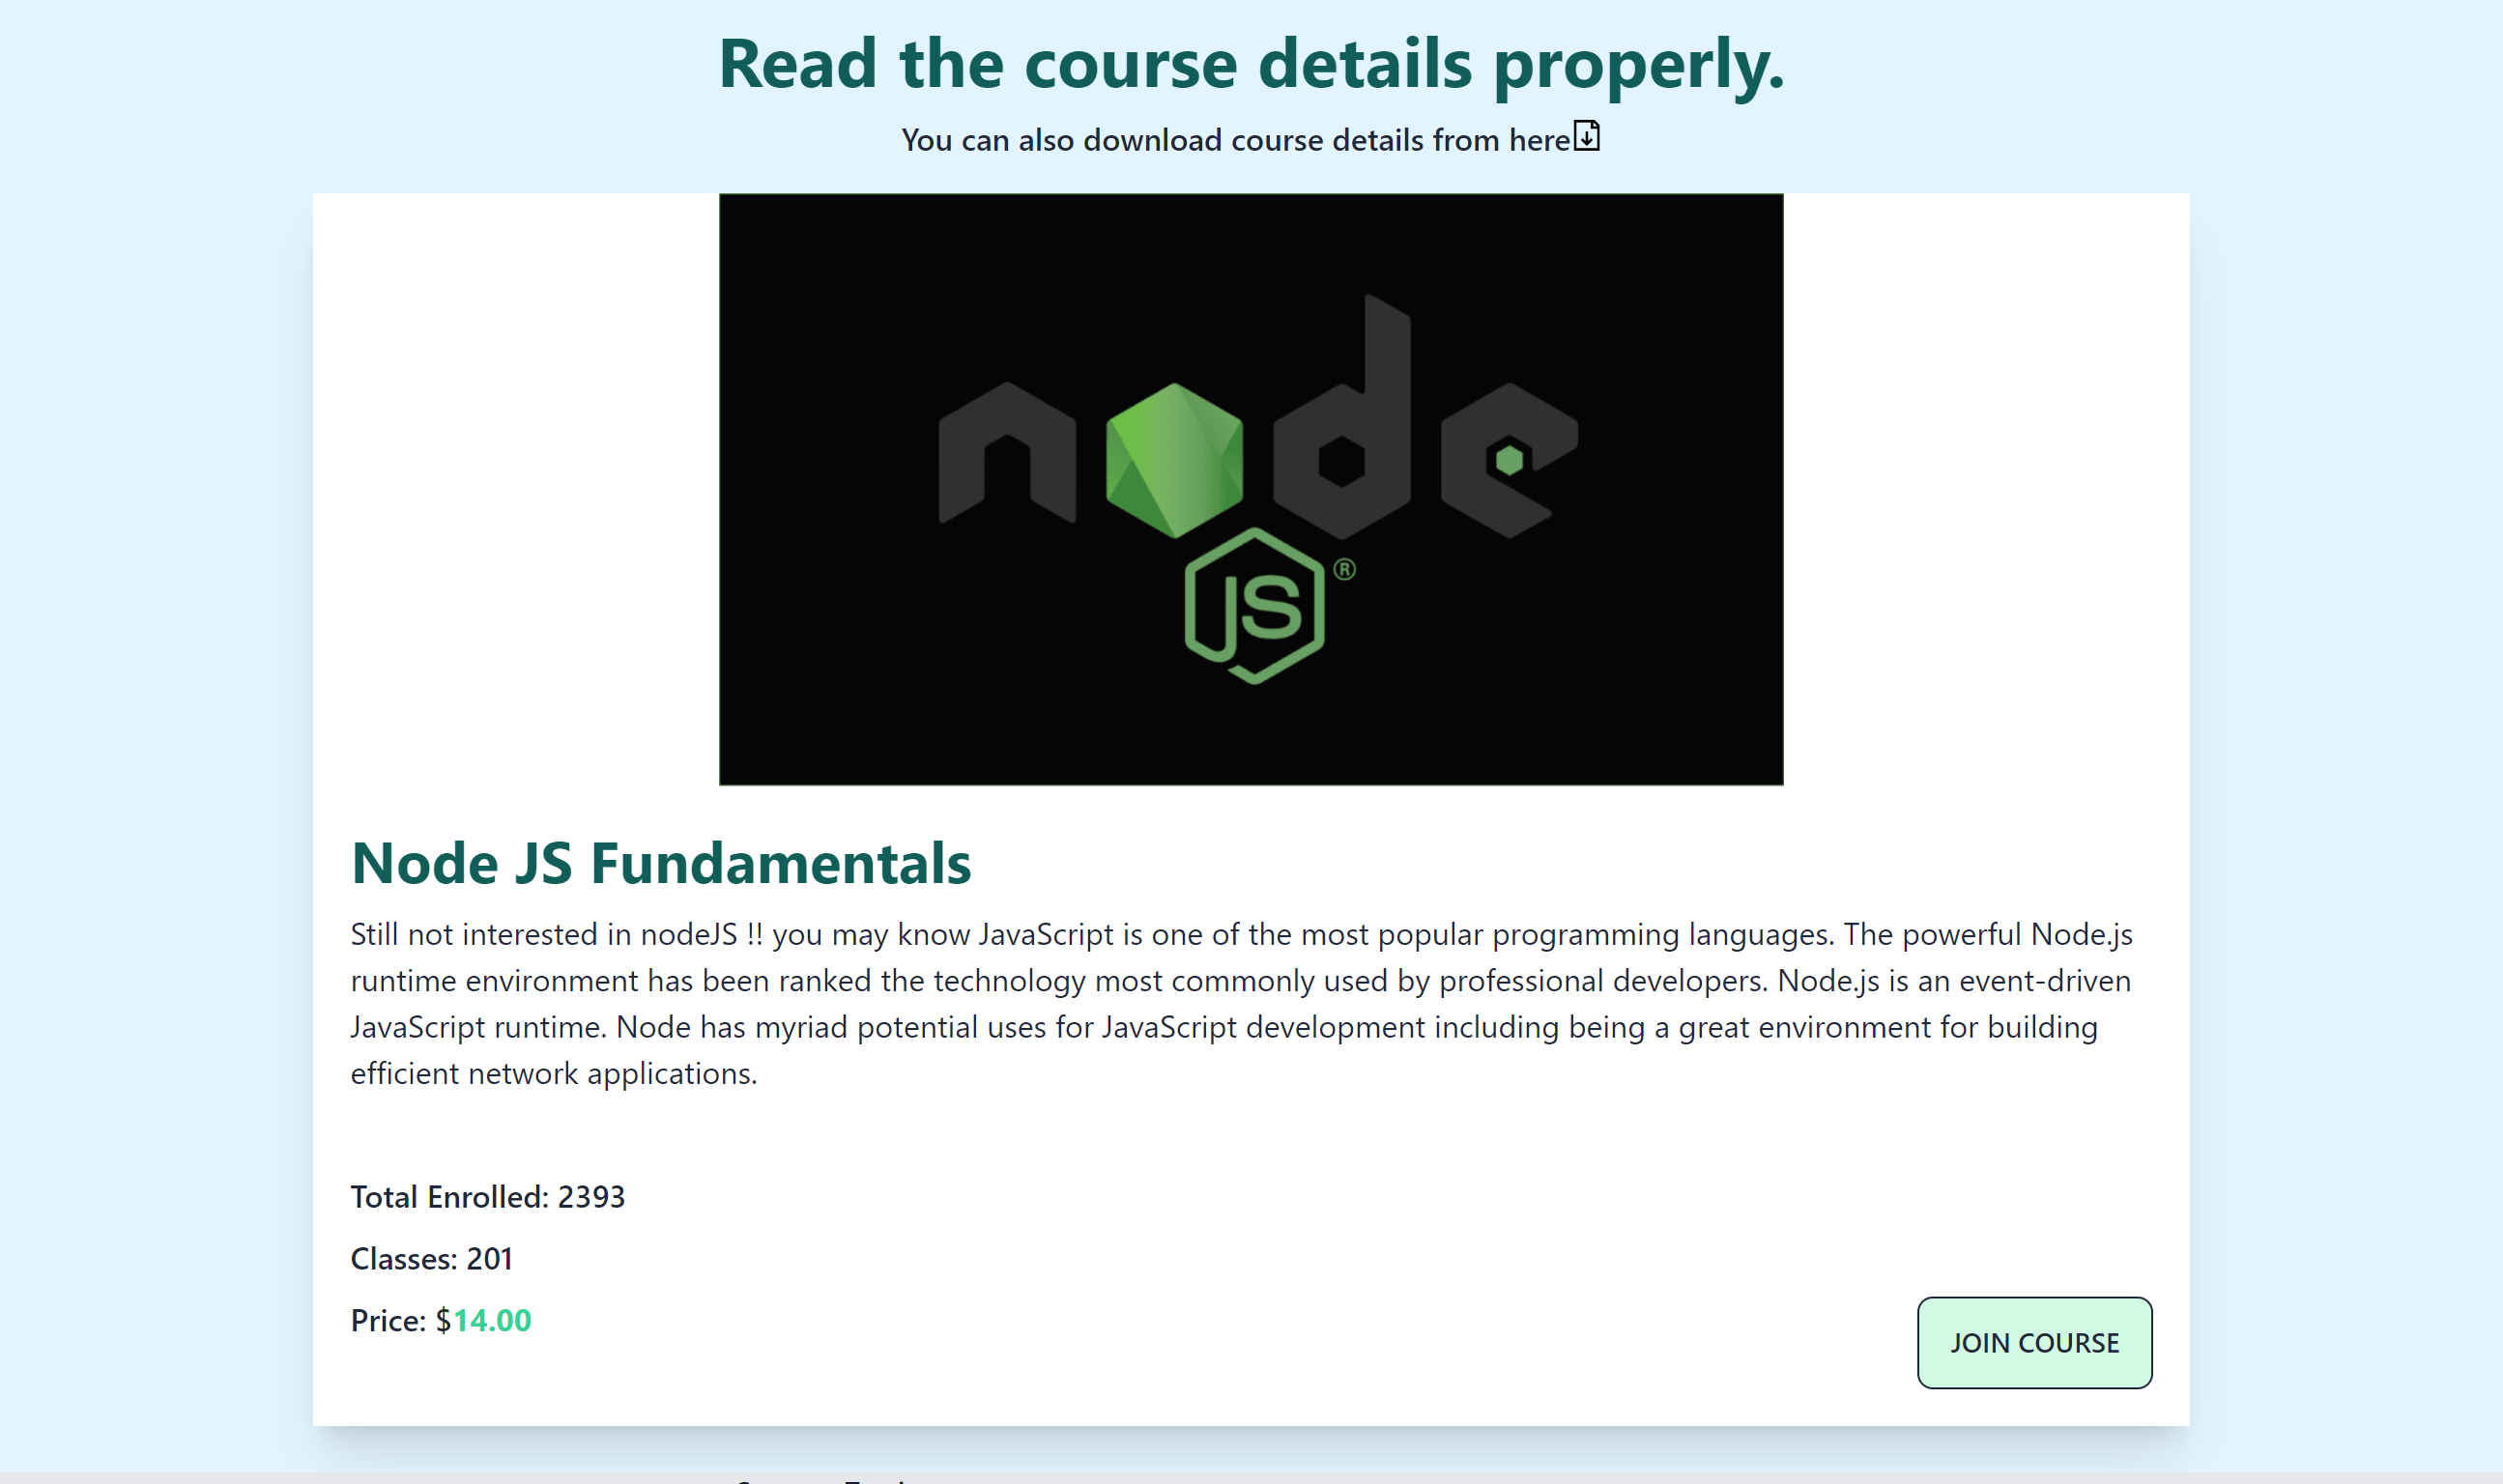 Read the course details properly.
You can also download course details from here
node
JS®
Node JS Fundamentals
Still not interested in nodeJS !! you may know JavaScript is one of the most popular programming languages. The powerful Node.js
runtime environment has been ranked the technology most commonly used by professional developers. Node.js is an event-driven
JavaScript runtime. Node has myriad potential uses for JavaScript development including being a great environment for building
efficient network applications.
Total Enrolled: 2393
Classes: 201
Price: $14.00
JOIN COURSE